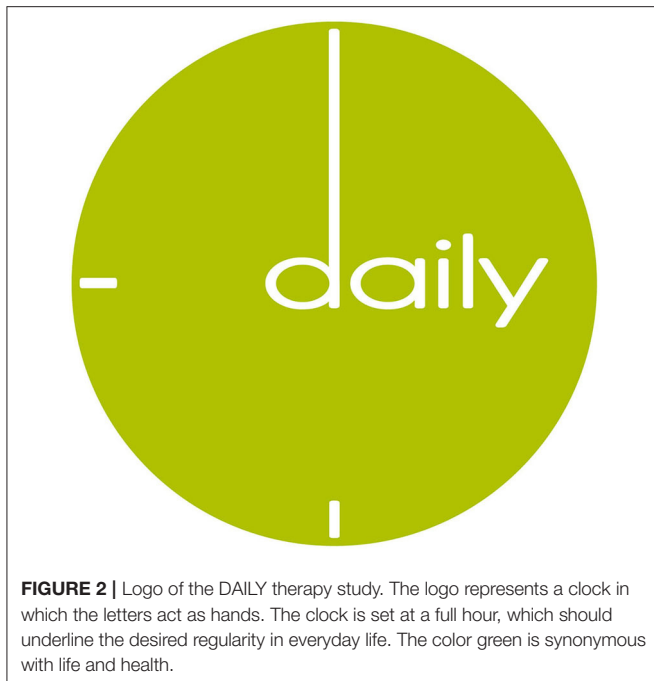 daily
FIGURE 2 | Logo of the DAILY therapy study. The logo represents a clock in
which the letters act as hands. The clock is set at a full hour, which should
underline the desired regularity in everyday life. The color green is synonymous
with life and health.